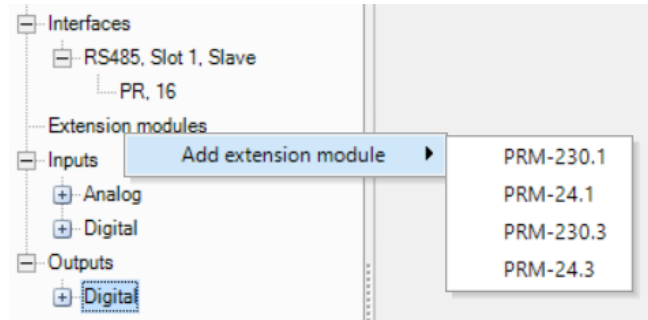 Interfaces
RS485, Slot 1, Slave
PR, 16
Extension modules
Inputs
Add extension module
PRM-230.1
Analog
PRM-24.1
Digital
PRM-230.3
Outputs
PRM-24.3
Digital